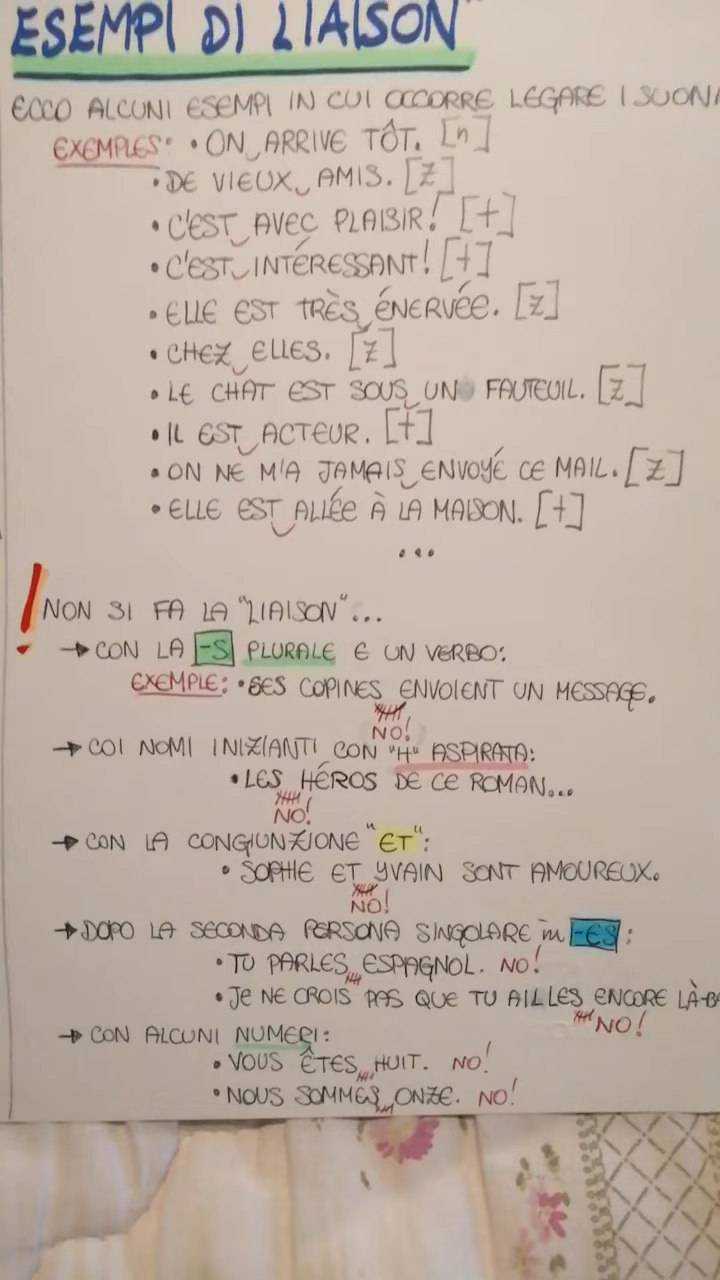 ESEMPI DI LIAISON"
ECCO ALCUNI ESEMPI IN CUI OCCORRE LEGARE I SUONI
EXEMPLES: • ON ARRIVE TÔT. [n]
• DE VIEUX AMIS. [z]
• C'EST AVEC PLAISIR! [t]
• C'EST INTÉRESSANT! [t]
• ELLE EST TRÈS ÉNERVÉE. [z]
• CHEZ ELLES. [z]
• LE CHAT EST SOUS UN FAUTEUIL. [z]
• IL EST ACTEUR. [t]
• ON NE M'A JAMAIS ENVOYÉ CE MAIL. [z]
• ELLE EST ALLÉE À LA MAISON. [t]
...
! NON SI FA LA "LIAISON"...
→ CON LA -S PLURALE E UN VERBO:
EXEMPLE: • SES COPINES ENVOIENT UN MESSAGE.
NO!
→ COI NOMI INIZIANTI CON "H" ASPIRATA:
• LES HÉROS DE CE ROMAN...
NO!
→ CON LA CONGIUNZIONE "ET":
• SOPHIE ET YVAIN SONT AMOUREUX.
NO!
→ DOPO LA SECONDA PERSONA SINGOLARE in -ES:
• TU PARLES ESPAGNOL. NO!
• JE NE CROIS PAS QUE TU AILLES ENCORE LÀ-B
NO!
→ CON ALCUNI NUMERI:
• VOUS ÊTES HUIT. NO!
• NOUS SOMMES ONZE. NO!